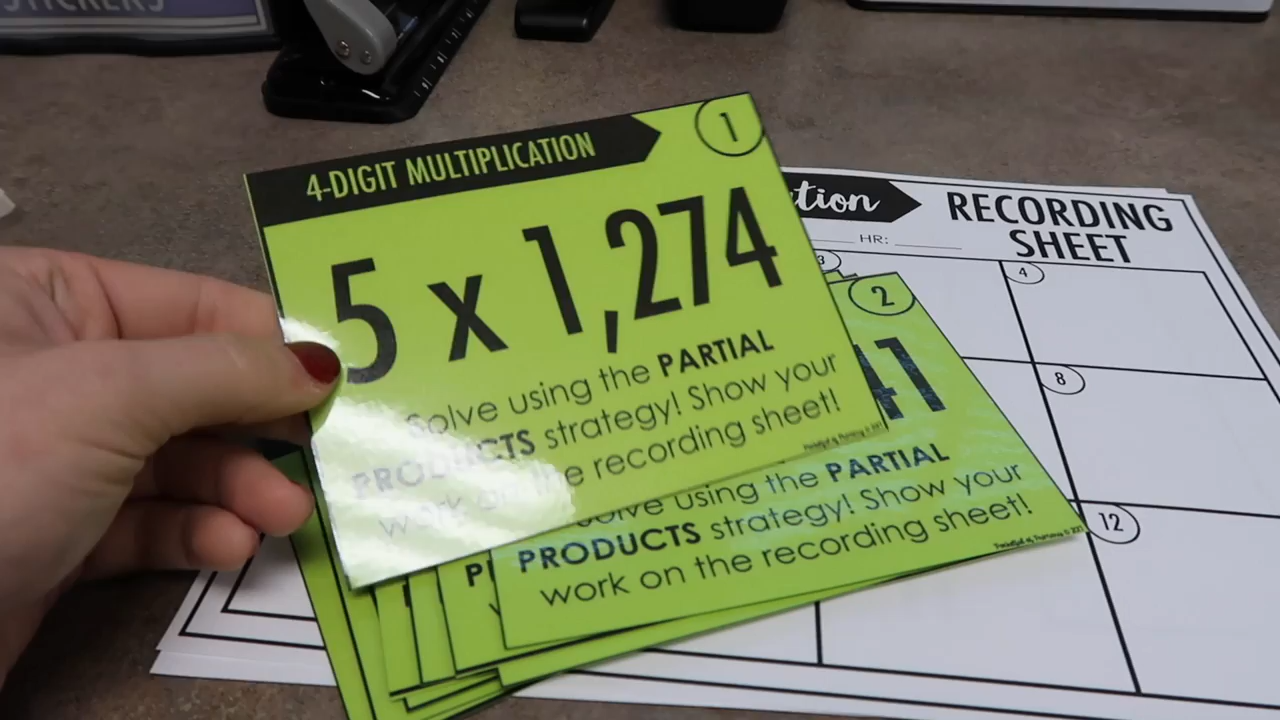 STICKERS
4-DIGIT MULTIPLICATION
1
5 x 1,274
Solve using the PARTIAL
PRODUCTS strategy! Show your
work on the recording sheet!
tion
RECORDING
SHEET
HR:
3
4
8
12
2
41
Solve using the PARTIAL
PRODUCTS strategy! Show your
work on the recording sheet!